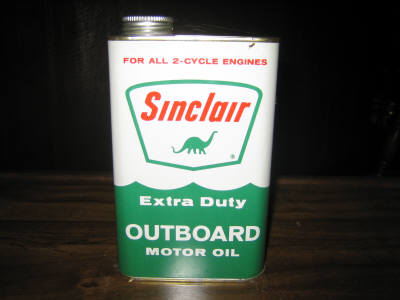 FOR ALL 2-CYCLE ENGINES
Sinclair
®
Extra Duty
OUTBOARD
MOTOR OIL